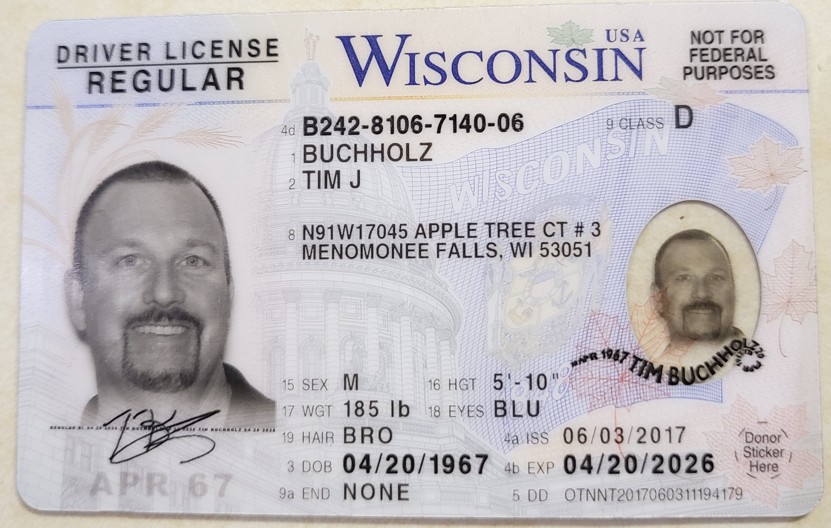 DRIVER LICENSE
REGULAR
WISCONSIN USA
NOT FOR
FEDERAL
PURPOSES
4d B242-8106-7140-06
9 CLASS D
1 BUCHHOLZ
2 TIM J
WISCONSIN
8 N91W17045 APPLE TREE CT # 3
MENOMONEE FALLS, WI 53051
APR 1967 TIM BUCHHOLZ
15 SEX M 16 HGT 5'-10"
17 WGT 185 lb 18 EYES BLU
19 HAIR BRO 4a ISS 06/03/2017
3 DOB 04/20/1967 4b EXP 04/20/2026
9a END NONE 5 DD OTNNT2017060311194179
Donor
Sticker
Here
APR 67